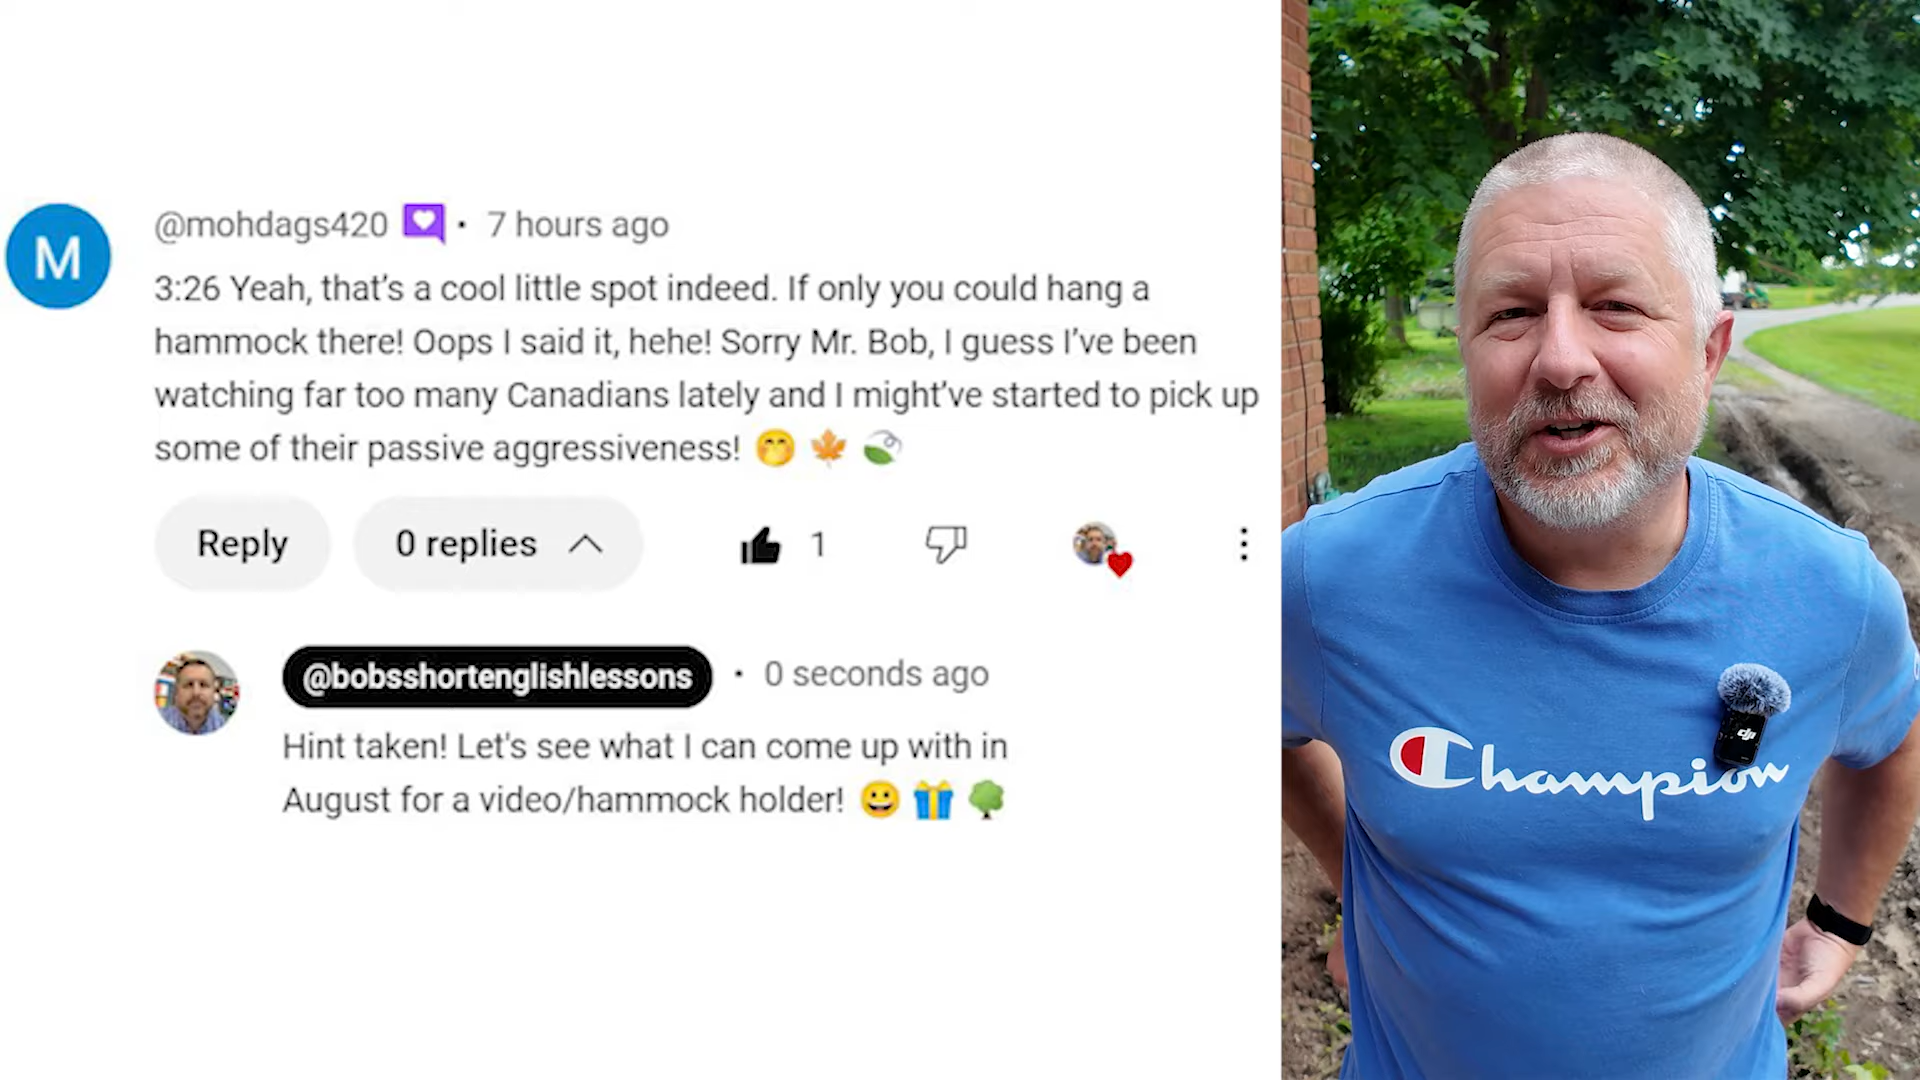 M
@mohdags420 • 7 hours ago
3:26 Yeah, that's a cool little spot indeed. If only you could hang a
hammock there! Oops I said it, hehe! Sorry Mr. Bob, I guess I've been
watching far too many Canadians lately and I might've started to pick up
some of their passive aggressiveness! 🤭 🍁 🍃
Reply 0 replies 1
@bobsshortenglishlessons • 0 seconds ago
Hint taken! Let's see what I can come up with in
August for a video/hammock holder! 😀 🎁 🌳
dji
Champion